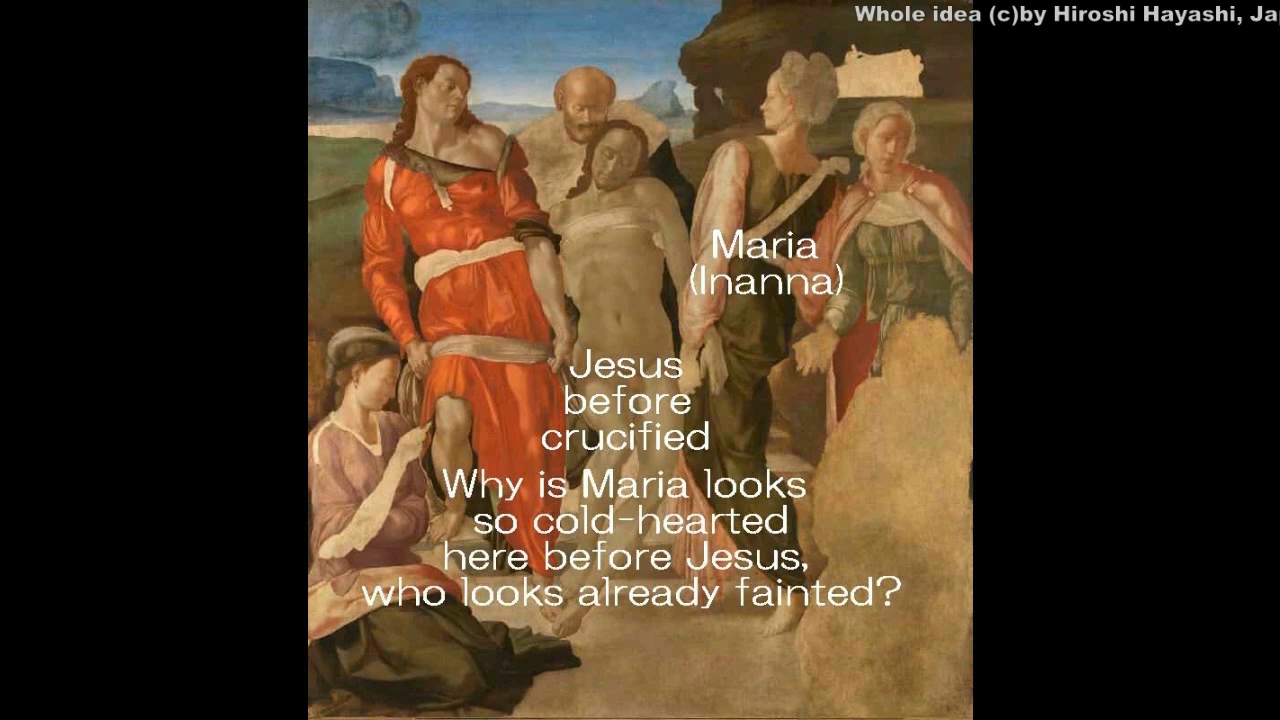 Whole idea (c)by Hiroshi Hayashi, Ja
Maria
(Inanna)
Jesus
before
crucified
Why is Maria looks
so cold-hearted
here before Jesus,
who looks already fainted?